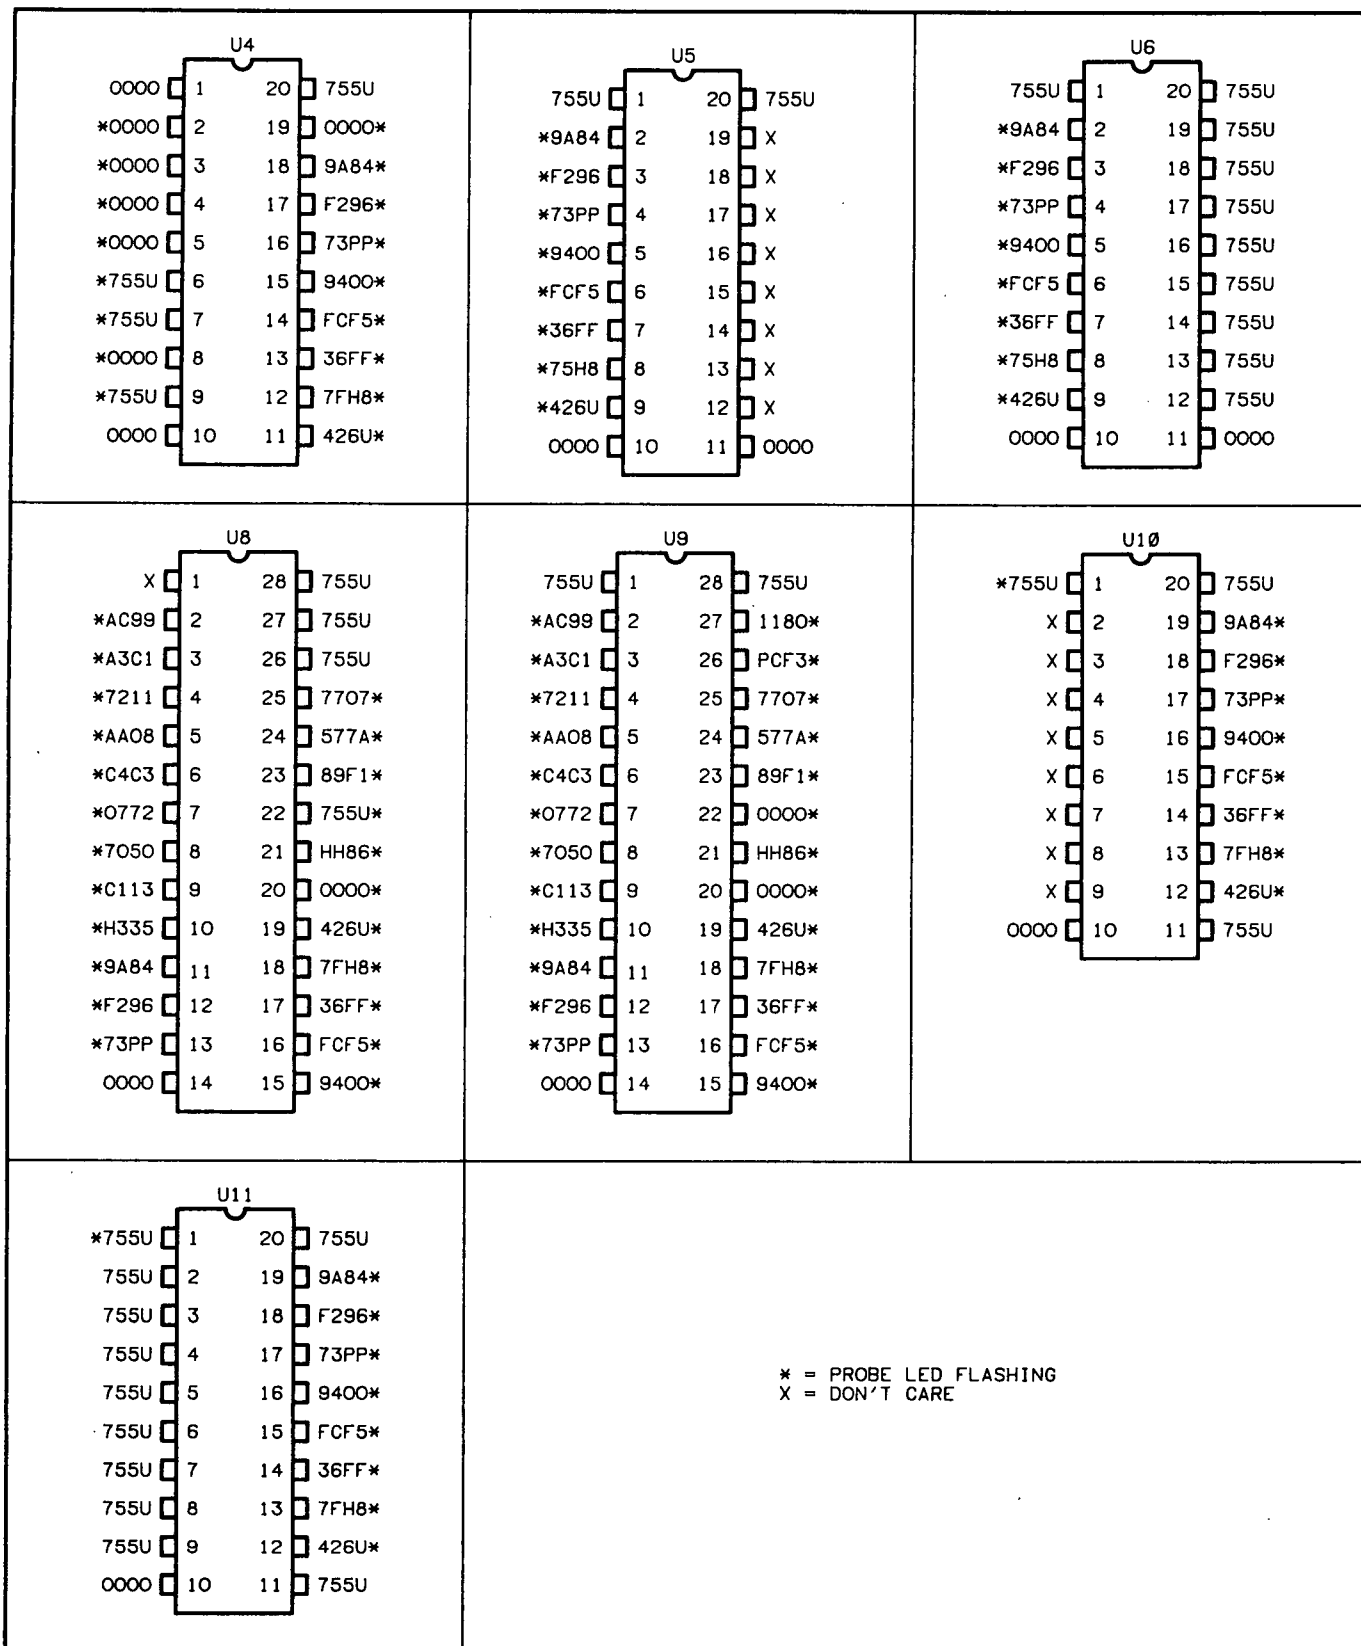 U4
0000 1 20 755U
*0000 2 19 0000*
*0000 3 18 9A84*
*0000 4 17 F296*
*0000 5 16 73PP*
*755U 6 15 9400*
*755U 7 14 FCF5*
*0000 8 13 36FF*
*755U 9 12 7FH8*
0000 10 11 426U*
U5
755U 1 20 755U
*9A84 2 19 X
*F296 3 18 X
*73PP 4 17 X
*9400 5 16 X
*FCF5 6 15 X
*36FF 7 14 X
*75H8 8 13 X
*426U 9 12 X
0000 10 11 0000
U6
755U 1 20 755U
*9A84 2 19 755U
*F296 3 18 755U
*73PP 4 17 755U
*9400 5 16 755U
*FCF5 6 15 755U
*36FF 7 14 755U
*75H8 8 13 755U
*426U 9 12 755U
0000 10 11 0000
U8
X 1 28 755U
*AC99 2 27 755U
*A3C1 3 26 755U
*7211 4 25 7707*
*AA08 5 24 577A*
*C4C3 6 23 89F1*
*0772 7 22 755U*
*7050 8 21 HH86*
*C113 9 20 0000*
*H335 10 19 426U*
*9A84 11 18 7FH8*
*F296 12 17 36FF*
*73PP 13 16 FCF5*
0000 14 15 9400*
U9
755U 1 28 755U
*AC99 2 27 1180*
*A3C1 3 26 PCF3*
*7211 4 25 7707*
*AA08 5 24 577A*
*C4C3 6 23 89F1*
*0772 7 22 0000*
*7050 8 21 HH86*
*C113 9 20 0000*
*H335 10 19 426U*
*9A84 11 18 7FH8*
*F296 12 17 36FF*
*73PP 13 16 FCF5*
0000 14 15 9400*
U10
*755U 1 20 755U
X 2 19 9A84*
X 3 18 F296*
X 4 17 73PP*
X 5 16 9400*
X 6 15 FCF5*
X 7 14 36FF*
X 8 13 7FH8*
X 9 12 426U*
0000 10 11 755U
U11
*755U 1 20 755U
755U 2 19 9A84*
755U 3 18 F296*
755U 4 17 73PP*
755U 5 16 9400*
755U 6 15 FCF5*
755U 7 14 36FF*
755U 8 13 7FH8*
755U 9 12 426U*
0000 10 11 755U
* = PROBE LED FLASHING
X = DON'T CARE